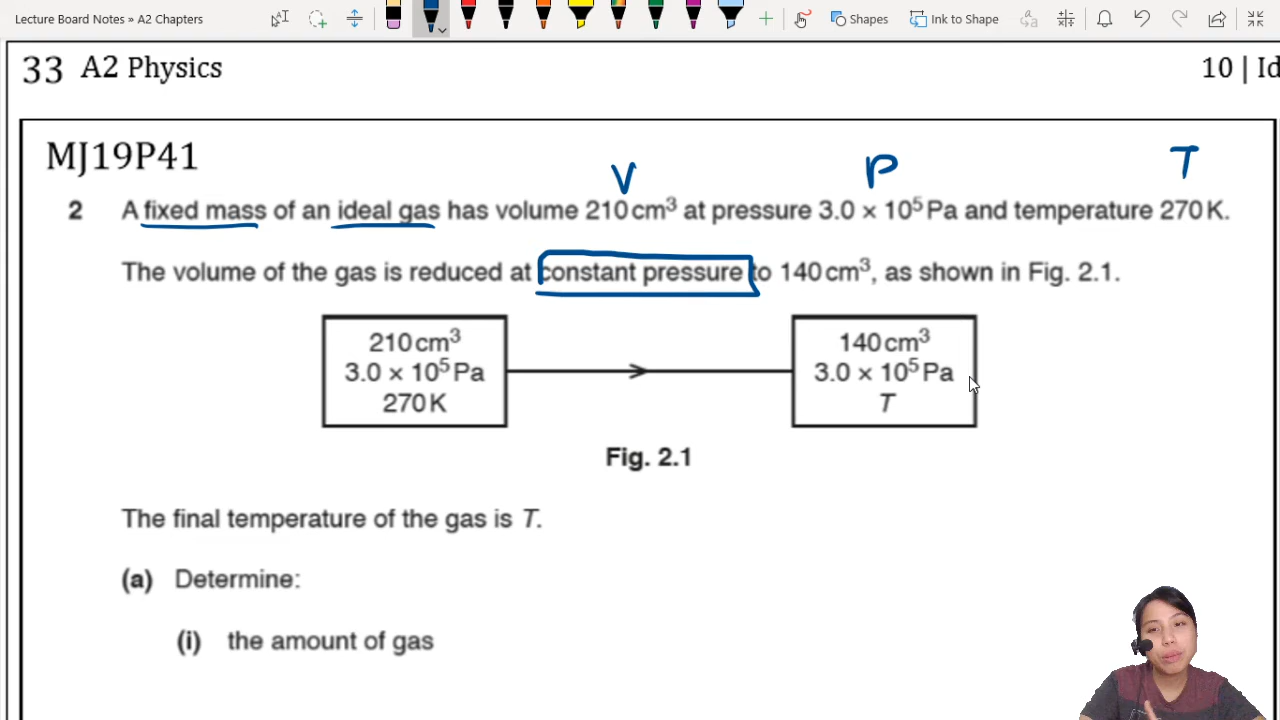 Lecture Board Notes » A2 Chapters
Shapes
Ink to Shape
33 A2 Physics
10 | Id
MJ19P41
V P T
2 A fixed mass of an ideal gas has volume 210 cm³ at pressure 3.0 × 10⁵ Pa and temperature 270 K.
The volume of the gas is reduced at constant pressure to 140 cm³, as shown in Fig. 2.1.
210 cm³
3.0 × 10⁵ Pa
270 K
140 cm³
3.0 × 10⁵ Pa
T
Fig. 2.1
The final temperature of the gas is T.
(a) Determine:
(i) the amount of gas